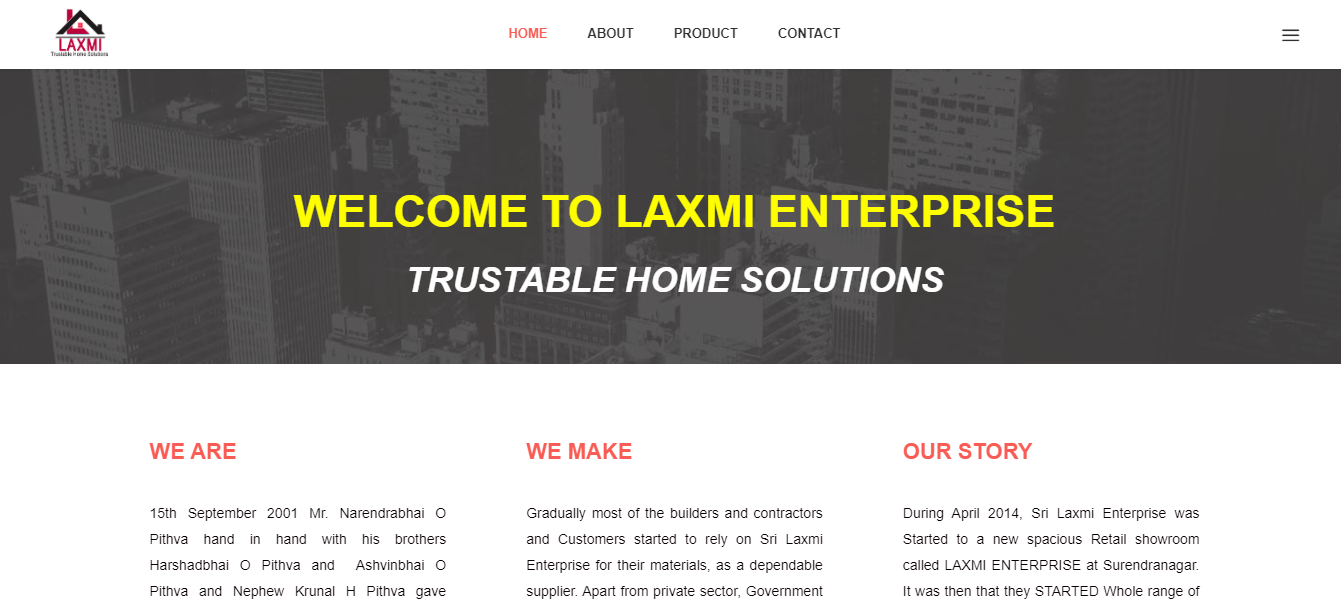 LAXMI
Trustable Home Solutions
HOME ABOUT PRODUCT CONTACT
WELCOME TO LAXMI ENTERPRISE
TRUSTABLE HOME SOLUTIONS
WE ARE
15th September 2001 Mr. Narendrabhai O
Pithva hand in hand with his brothers
Harshadbhai O Pithva and Ashvinbhai O
Pithva and Nephew Krunal H Pithva gave
WE MAKE
Gradually most of the builders and contractors
and Customers started to rely on Sri Laxmi
Enterprise for their materials, as a dependable
supplier. Apart from private sector, Government
OUR STORY
During April 2014, Sri Laxmi Enterprise was
Started to a new spacious Retail showroom
called LAXMI ENTERPRISE at Surendranagar.
It was then that they STARTED Whole range of